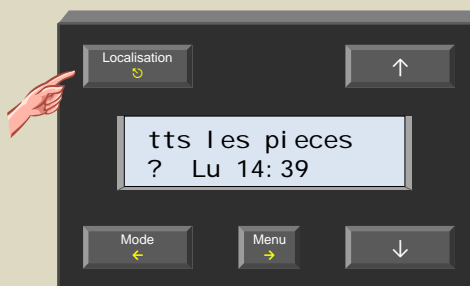 Localisation
tts les pieces
? Lu 14:39
Mode
Menu